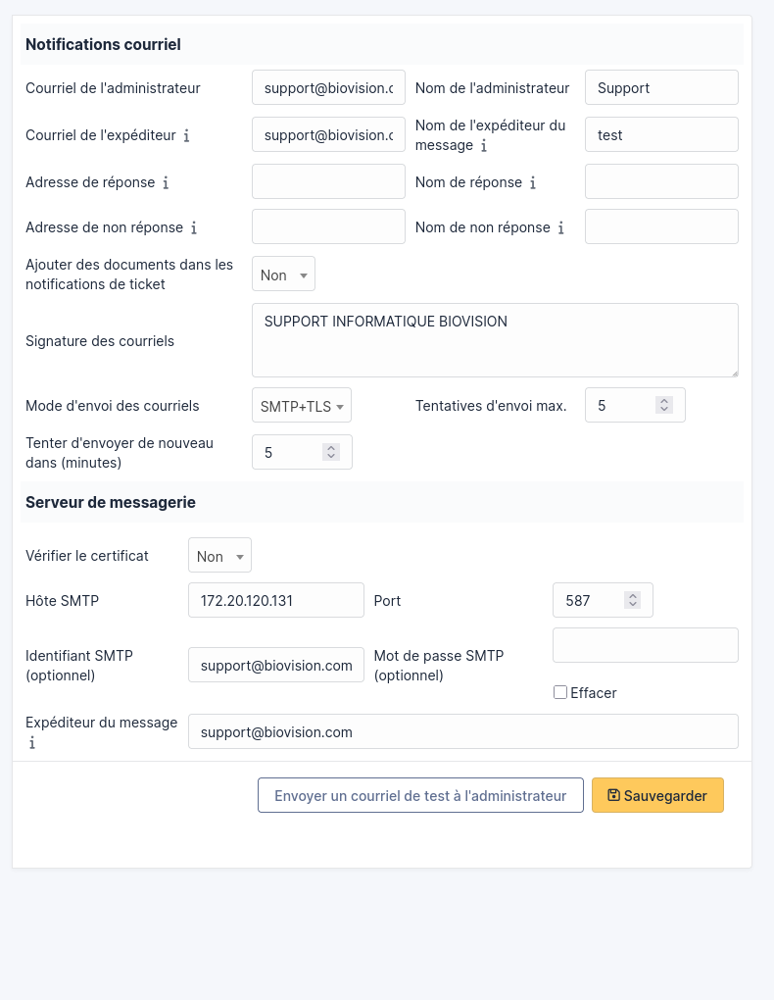 Notifications courriel
Courriel de l'administrateur support@biovision.c Nom de l'administrateur Support
Courriel de l'expéditeur i support@biovision.c Nom de l'expéditeur du
message i test
Adresse de réponse i Nom de réponse i
Adresse de non réponse i Nom de non réponse i
Ajouter des documents dans les
notifications de ticket Non
Signature des courriels SUPPORT INFORMATIQUE BIOVISION
Mode d'envoi des courriels SMTP+TLS Tentatives d'envoi max. 5
Tenter d'envoyer de nouveau
dans (minutes) 5
Serveur de messagerie
Vérifier le certificat Non
Hôte SMTP 172.20.120.131 Port 587
Identifiant SMTP
(optionnel) support@biovision.com Mot de passe SMTP
(optionnel)
Effacer
Expéditeur du message
i support@biovision.com
Envoyer un courriel de test à l'administrateur Sauvegarder